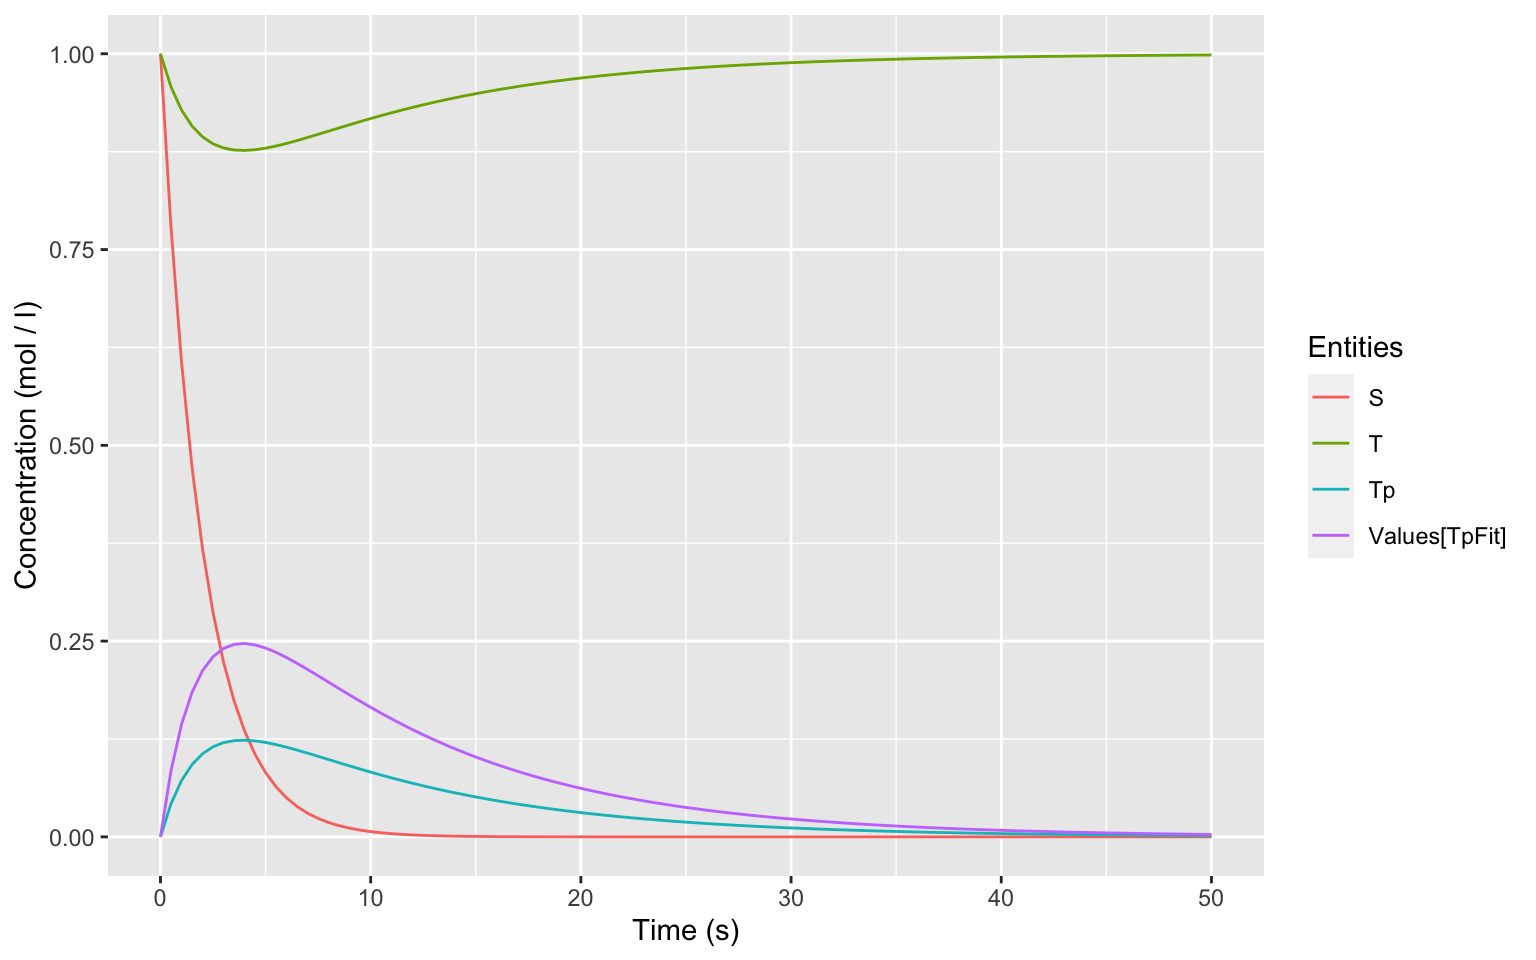 1.00
0.75
0.50
0.25
0.00
Concentration (mol / l)
0 10 20 30 40 50
Time (s)
Entities
S
T
Tp
Values[TpFit]